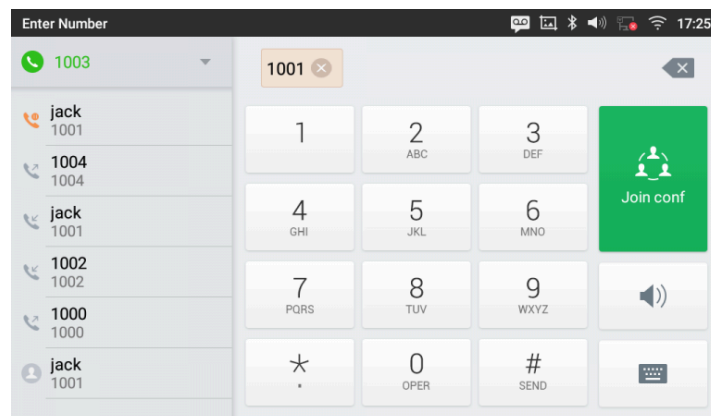 Enter Number
17:25
1003
jack
1001
1004
1004
jack
1001
1002
1002
1000
1000
jack
1001
1001
1
2
ABC
3
DEF
4
GHI
5
JKL
6
MNO
7
PQRS
8
TUV
9
WXYZ
*
.
0
OPER
#
SEND
Join conf